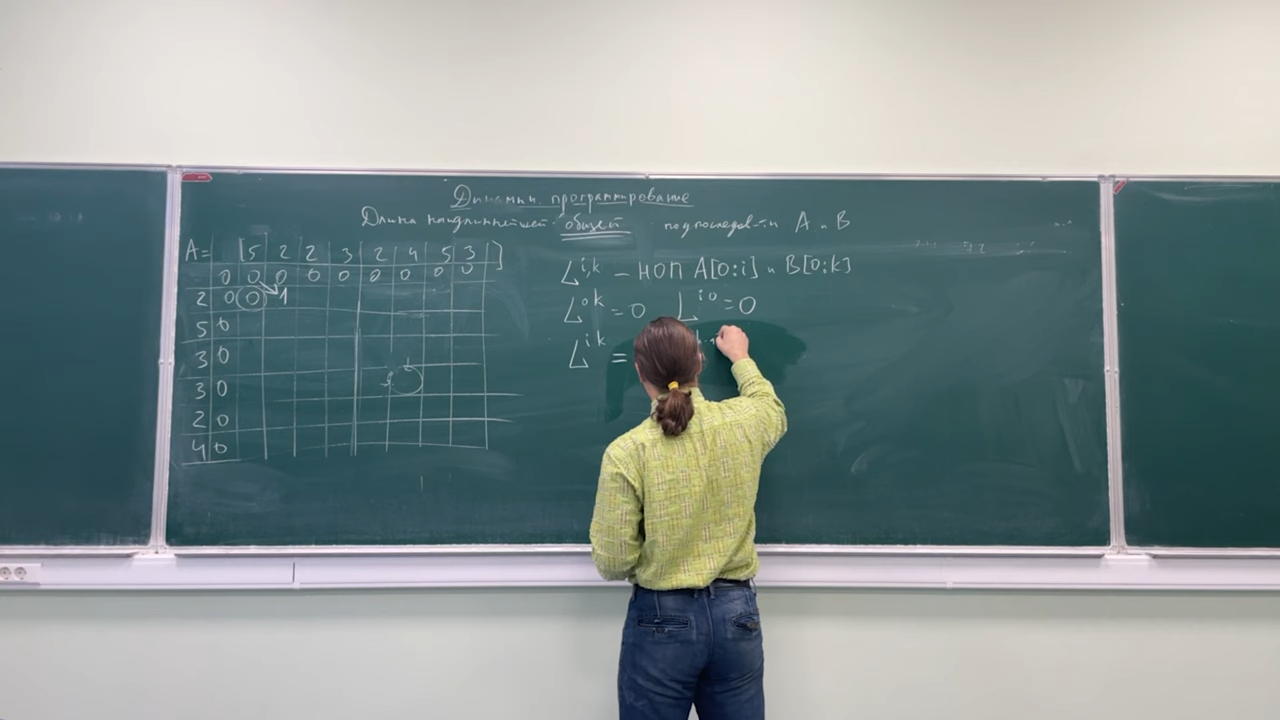 Динамич. программирование
Длина наидлиннейшей общей подпоследов-ти A и B
A= [5 2 2 3 2 4 5 3]
0 0 0 0 0 0 0 0 0
2 0 0 1
5 0
3 0
3 0
2 0
4 0
L^{i,k} – НОП A[0:i] и B[0:k]
L^{0k} = 0 L^{i0} = 0
L^{ik} =